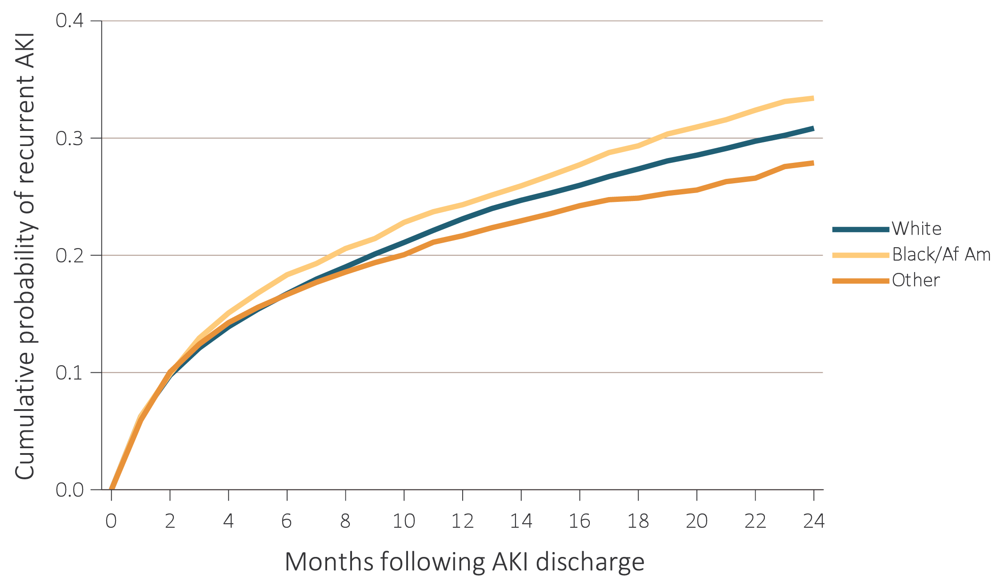 Cumulative probability of recurrent AKI
0.4
0.3
0.2
0.1
0.0
0 2 4 6 8 10 12 14 16 18 20 22 24
Months following AKI discharge
White
Black/Af Am
Other